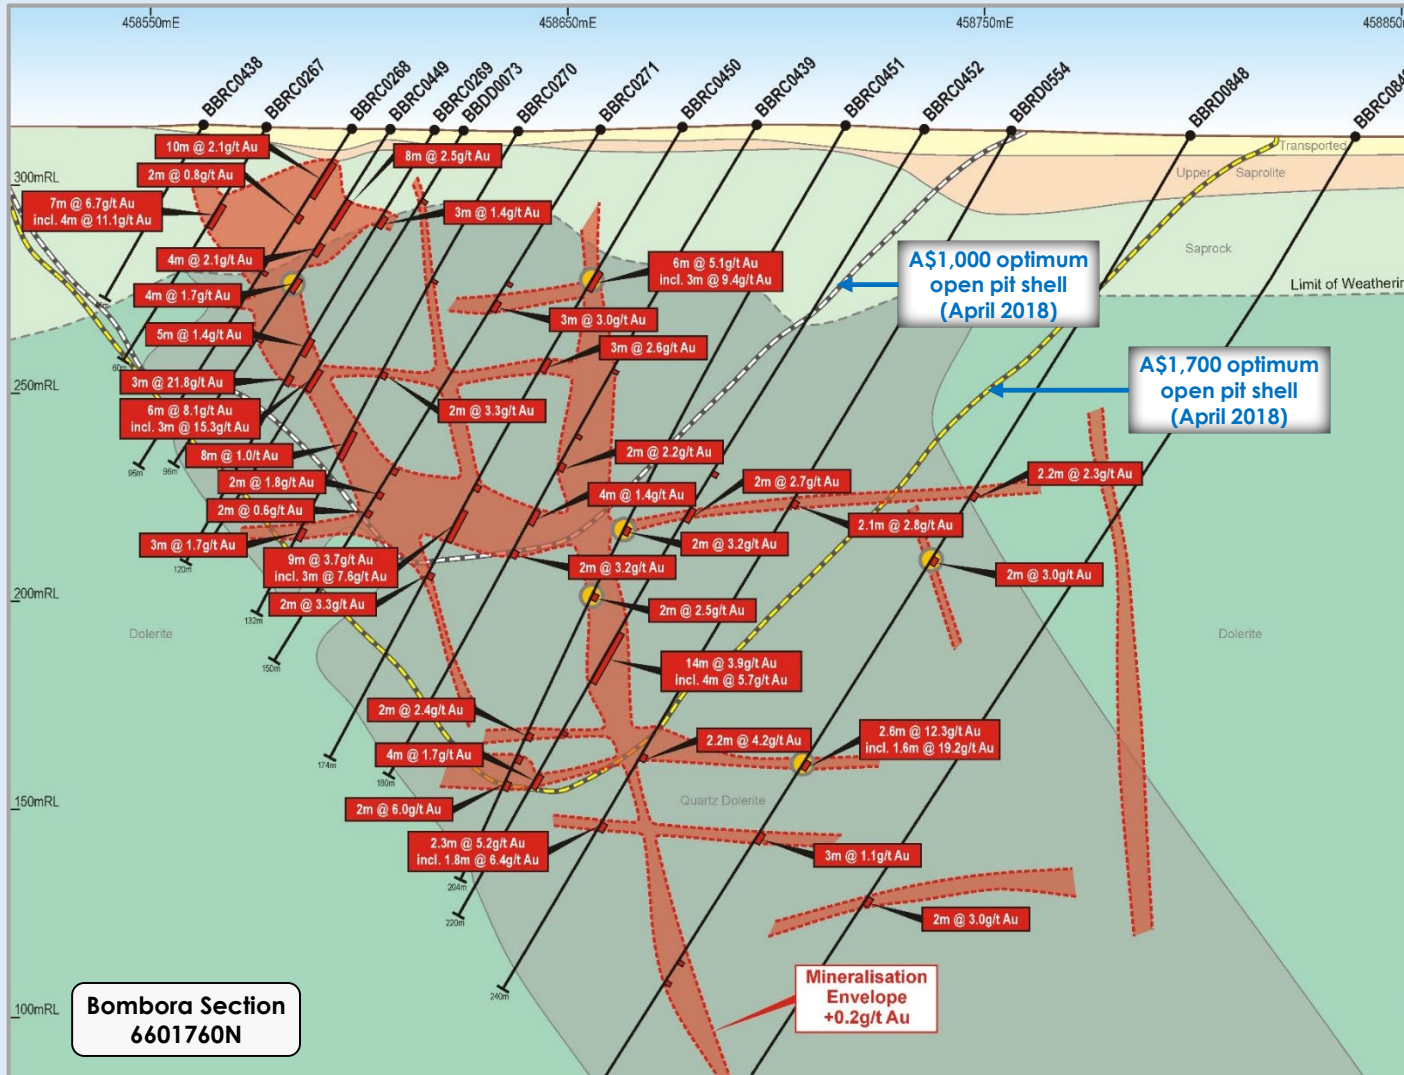 458550mE
458650mE
458750mE
458850m
BBRC0438
BBRC0267
BBRC0268
BBRC0449
BBRC0269
BBDD0073
BBRC0270
BBRC0271
BBRC0450
BBRC0439
BBRC0451
BBRC0452
BBRD0554
BBRD0848
10m @ 2.1g/t Au
8m @ 2.5g/t Au
Transported
2m @ 0.8g/t Au
Upper Saprolite
300mRL
7m @ 6.7g/t Au
incl. 4m @ 11.1g/t Au
3m @ 1.4g/t Au
Saprock
4m @ 2.1g/t Au
6m @ 5.1g/t Au
incl. 3m @ 9.4g/t Au
A$1,000 optimum
open pit shell
(April 2018)
Limit of Weatherin
4m @ 1.7g/t Au
3m @ 3.0g/t Au
5m @ 1.4g/t Au
3m @ 2.6g/t Au
A$1,700 optimum
open pit shell
(April 2018)
60m
250mRL
3m @ 21.8g/t Au
6m @ 8.1g/t Au
incl. 3m @ 15.3g/t Au
2m @ 3.3g/t Au
8m @ 1.0/t Au
2m @ 2.2g/t Au
96m
96m
2m @ 1.8g/t Au
2m @ 2.7g/t Au
2.2m @ 2.3g/t Au
4m @ 1.4g/t Au
2m @ 0.6g/t Au
2.1m @ 2.8g/t Au
3m @ 1.7g/t Au
2m @ 3.2g/t Au
120m
9m @ 3.7g/t Au
incl. 3m @ 7.6g/t Au
2m @ 3.2g/t Au
2m @ 3.0g/t Au
200mRL
2m @ 3.3g/t Au
2m @ 2.5g/t Au
132m
Dolerite
Dolerite
150m
14m @ 3.9g/t Au
incl. 4m @ 5.7g/t Au
2m @ 2.4g/t Au
2.2m @ 4.2g/t Au
2.6m @ 12.3g/t Au
incl. 1.6m @ 19.2g/t Au
4m @ 1.7g/t Au
174m
180m
150mRL
2m @ 6.0g/t Au
Quartz Dolerite
2.3m @ 5.2g/t Au
incl. 1.8m @ 6.4g/t Au
3m @ 1.1g/t Au
204m
220m
2m @ 3.0g/t Au
240m
100mRL
Mineralisation
Envelope
+0.2g/t Au
Bombora Section
6601760N